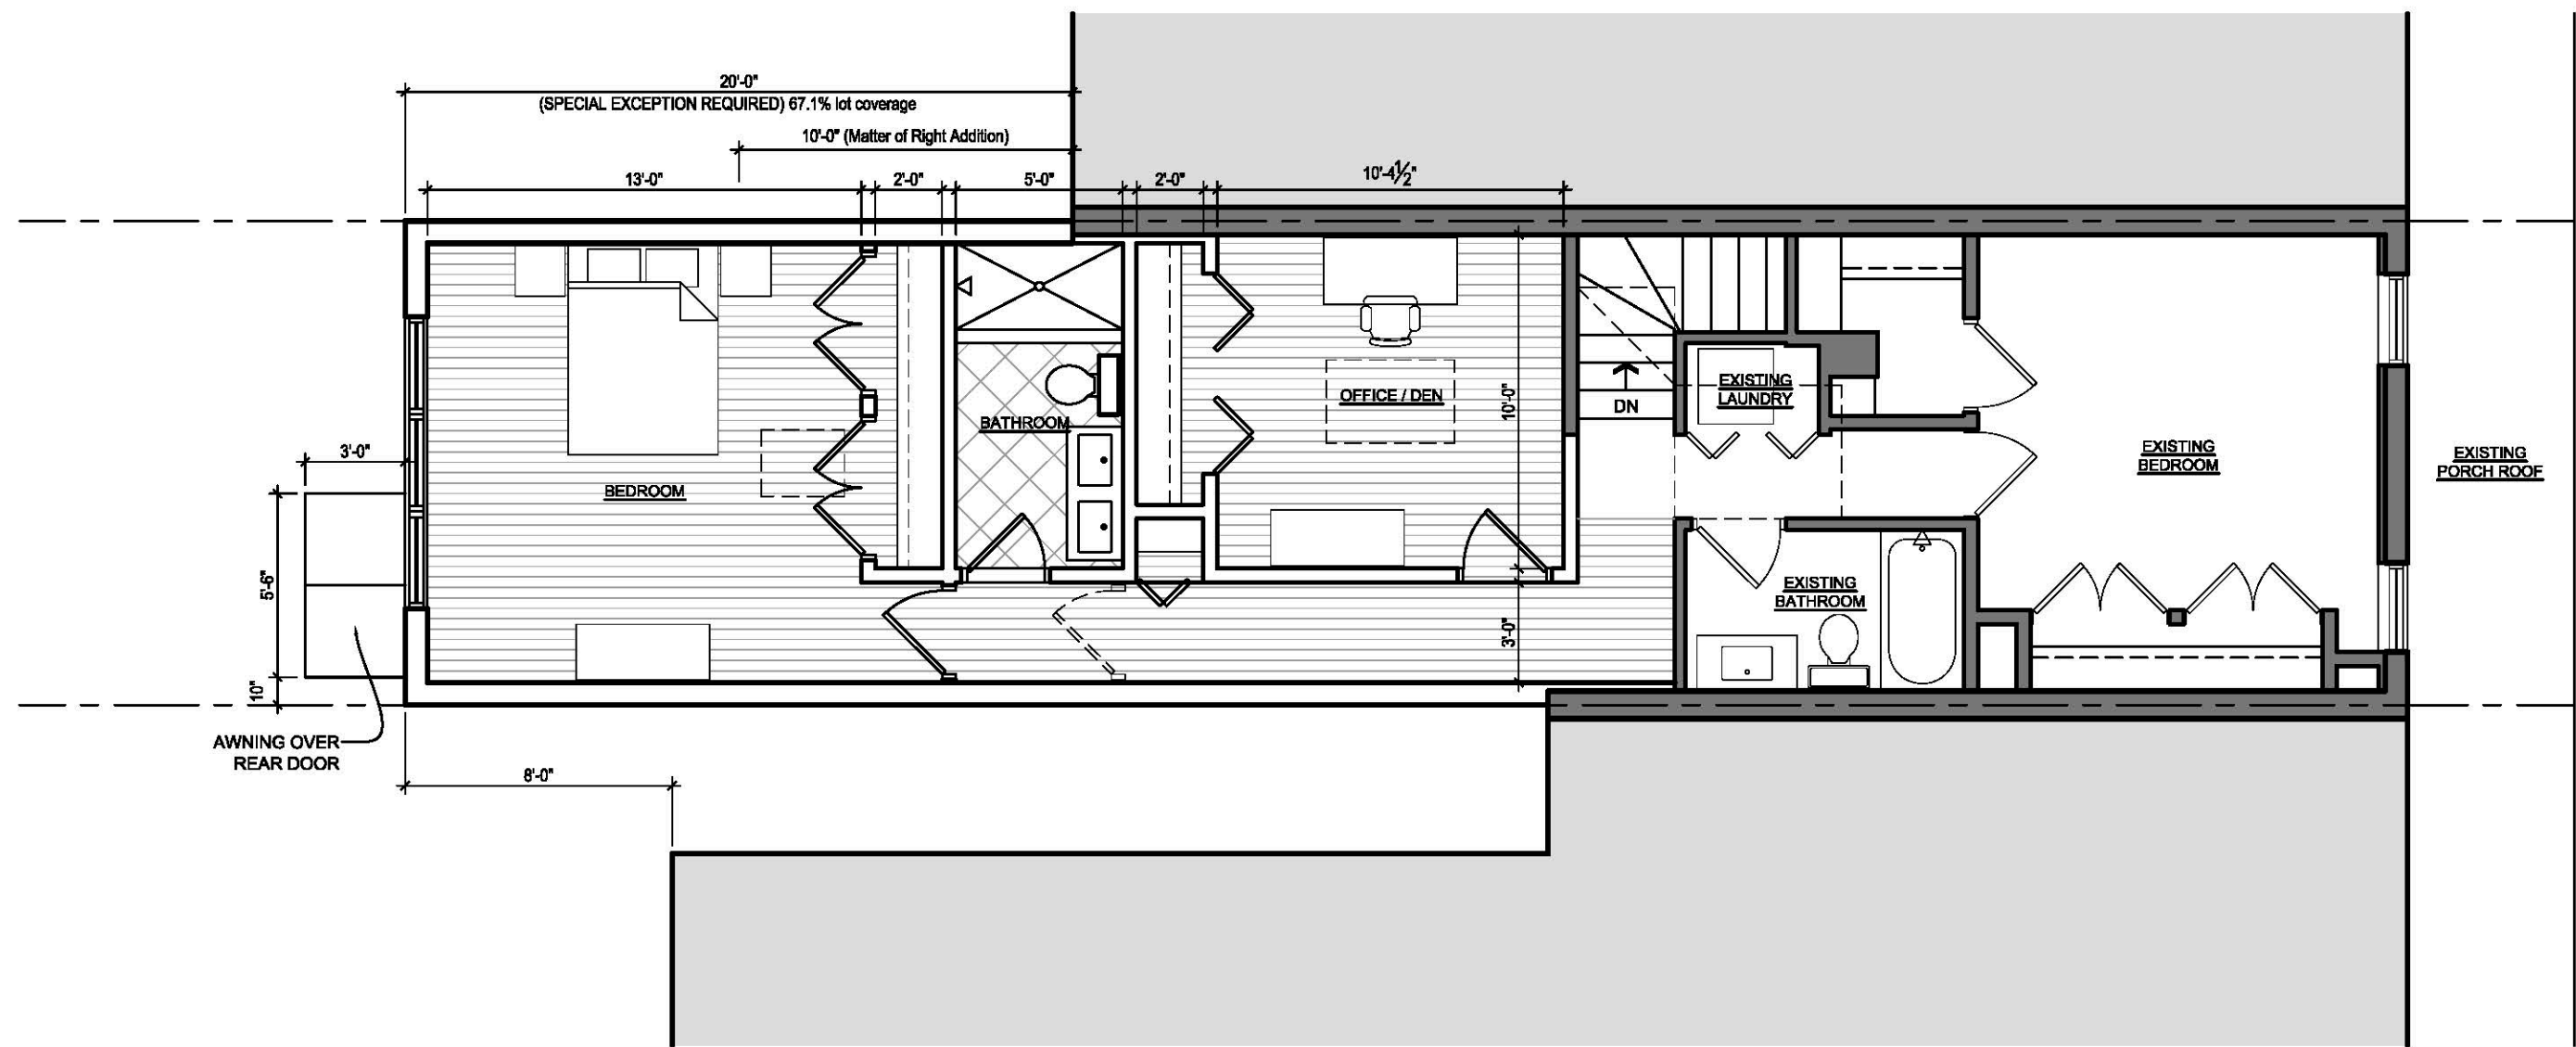 20'-0"
(SPECIAL EXCEPTION REQUIRED) 67.1% lot coverage
10'-0" (Matter of Right Addition)
13'-0"
2'-0"
5'-0"
2'-0"
10'-4½"
3'-0"
5'-6"
10"
BEDROOM
BATHROOM
OFFICE / DEN
10'-0"
3'-0"
DN
EXISTING
LAUNDRY
EXISTING
BATHROOM
EXISTING
BEDROOM
EXISTING
PORCH ROOF
AWNING OVER
REAR DOOR
8'-0"